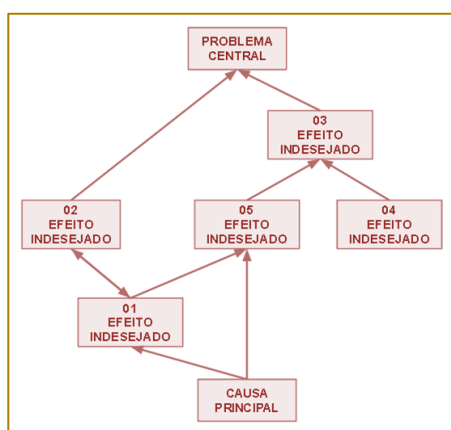 PROBLEMA
CENTRAL
03
EFEITO
INDESEJADO
02
EFEITO
INDESEJADO
05
EFEITO
INDESEJADO
04
EFEITO
INDESEJADO
01
EFEITO
INDESEJADO
CAUSA
PRINCIPAL